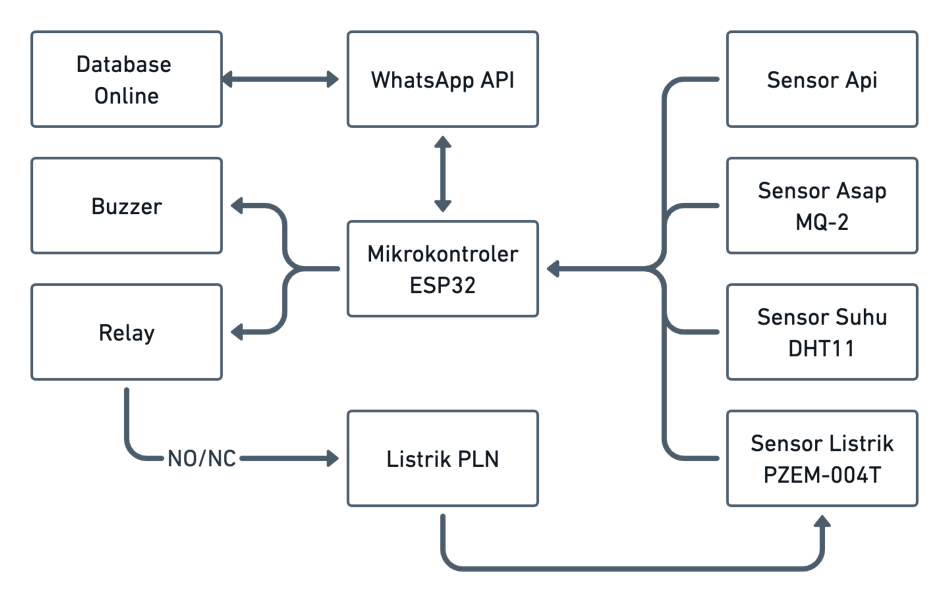 Database
Online
WhatsApp API
Sensor Api
Buzzer
Sensor Asap
MQ-2
Mikrokontroler
ESP32
Relay
Sensor Suhu
DHT11
NO/NC
Listrik PLN
Sensor Listrik
PZEM-004T